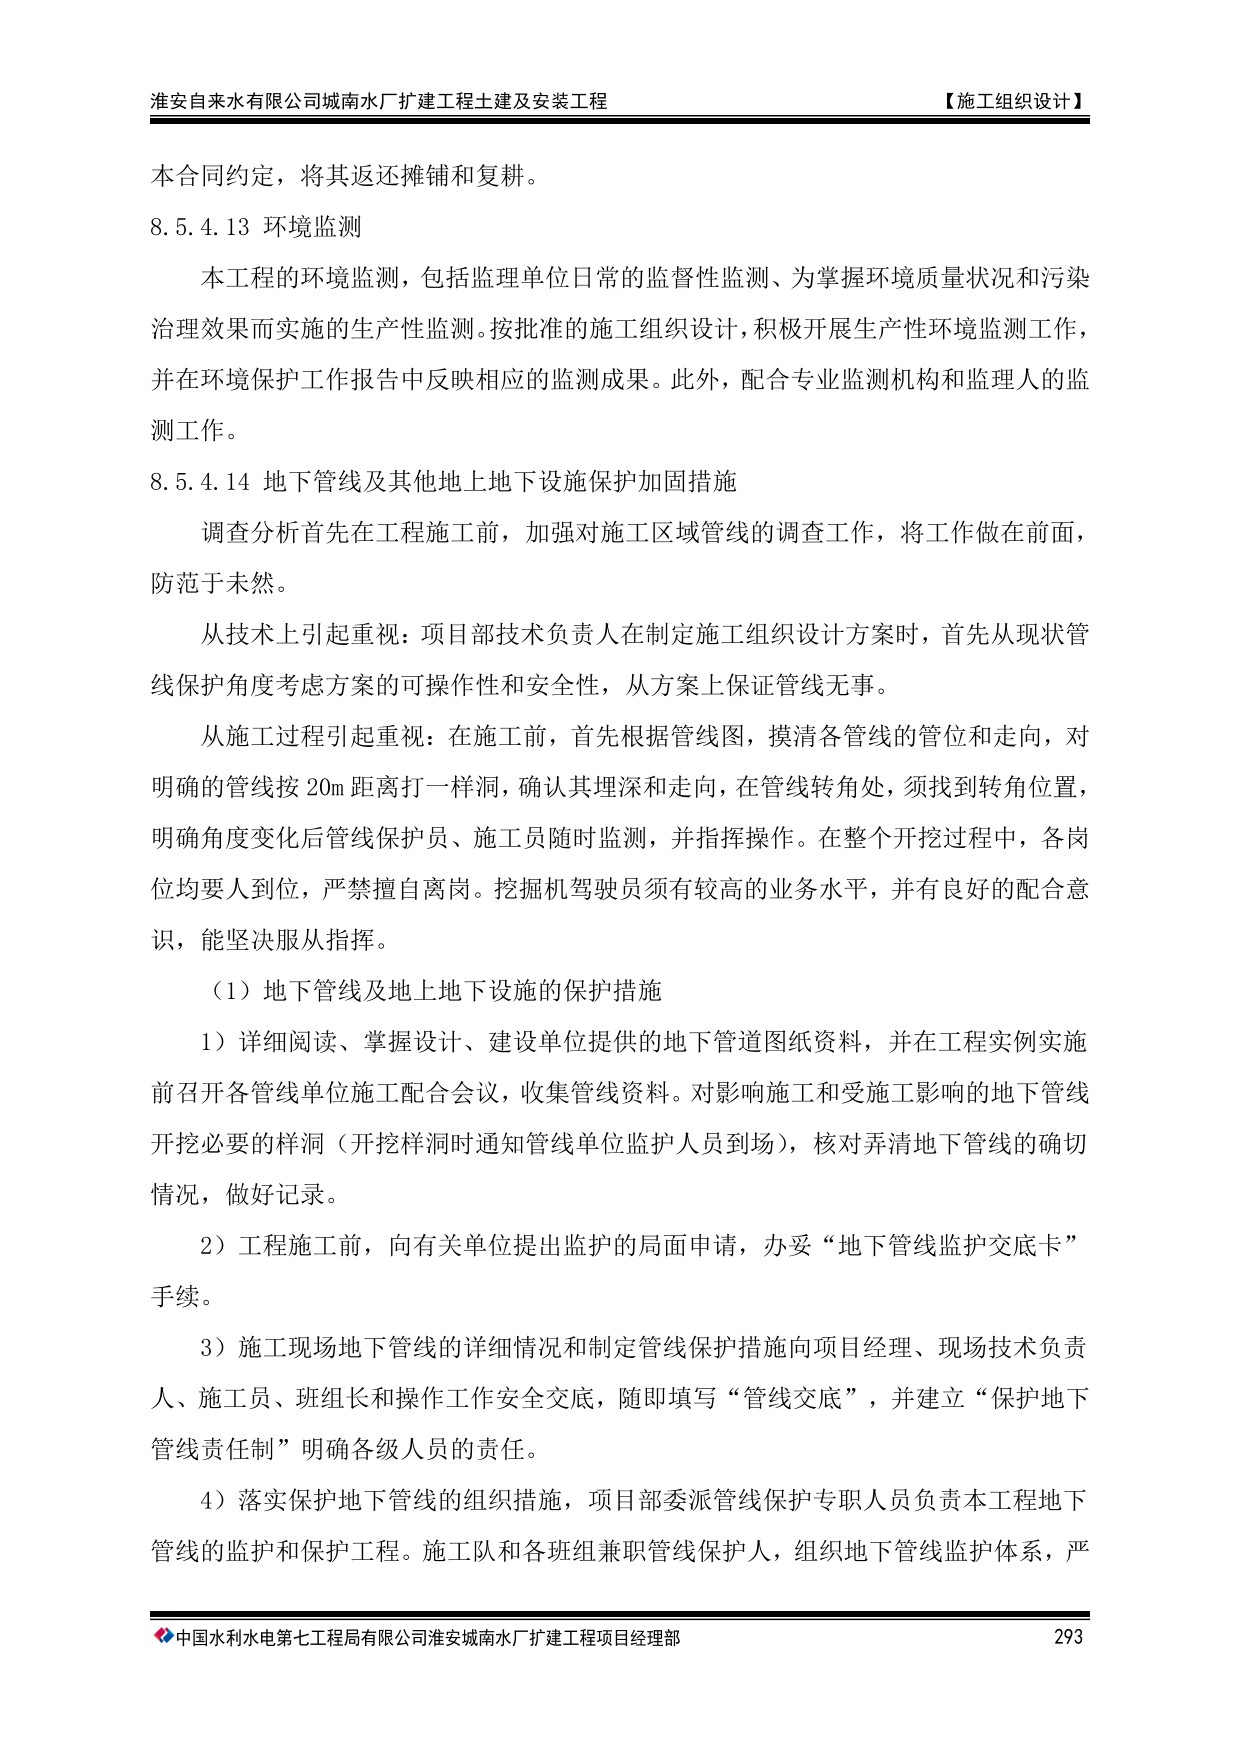 淮安自来水有限公司城南水厂扩建工程土建及安装工程 【施工组织设计】
本合同约定，将其返还摊铺和复耕。
8.5.4.13 环境监测
本工程的环境监测，包括监理单位日常的监督性监测、为掌握环境质量状况和污染
治理效果而实施的生产性监测。按批准的施工组织设计，积极开展生产性环境监测工作，
并在环境保护工作报告中反映相应的监测成果。此外，配合专业监测机构和监理人的监
测工作。
8.5.4.14 地下管线及其他地上地下设施保护加固措施
调查分析首先在工程施工前，加强对施工区域管线的调查工作，将工作做在前面，
防范于未然。
从技术上引起重视：项目部技术负责人在制定施工组织设计方案时，首先从现状管
线保护角度考虑方案的可操作性和安全性，从方案上保证管线无事。
从施工过程引起重视：在施工前，首先根据管线图，摸清各管线的管位和走向，对
明确的管线按 20m 距离打一样洞，确认其埋深和走向，在管线转角处，须找到转角位置，
明确角度变化后管线保护员、施工员随时监测，并指挥操作。在整个开挖过程中，各岗
位均要人到位，严禁擅自离岗。挖掘机驾驶员须有较高的业务水平，并有良好的配合意
识，能坚决服从指挥。
（1）地下管线及地上地下设施的保护措施
1）详细阅读、掌握设计、建设单位提供的地下管道图纸资料，并在工程实例实施
前召开各管线单位施工配合会议，收集管线资料。对影响施工和受施工影响的地下管线
开挖必要的样洞（开挖样洞时通知管线单位监护人员到场），核对弄清地下管线的确切
情况，做好记录。
2）工程施工前，向有关单位提出监护的局面申请，办妥“地下管线监护交底卡”
手续。
3）施工现场地下管线的详细情况和制定管线保护措施向项目经理、现场技术负责
人、施工员、班组长和操作工作安全交底，随即填写“管线交底”，并建立“保护地下
管线责任制”明确各级人员的责任。
4）落实保护地下管线的组织措施，项目部委派管线保护专职人员负责本工程地下
管线的监护和保护工程。施工队和各班组兼职管线保护人，组织地下管线监护体系，严
中国水利水电第七工程局有限公司淮安城南水厂扩建工程项目经理部 293